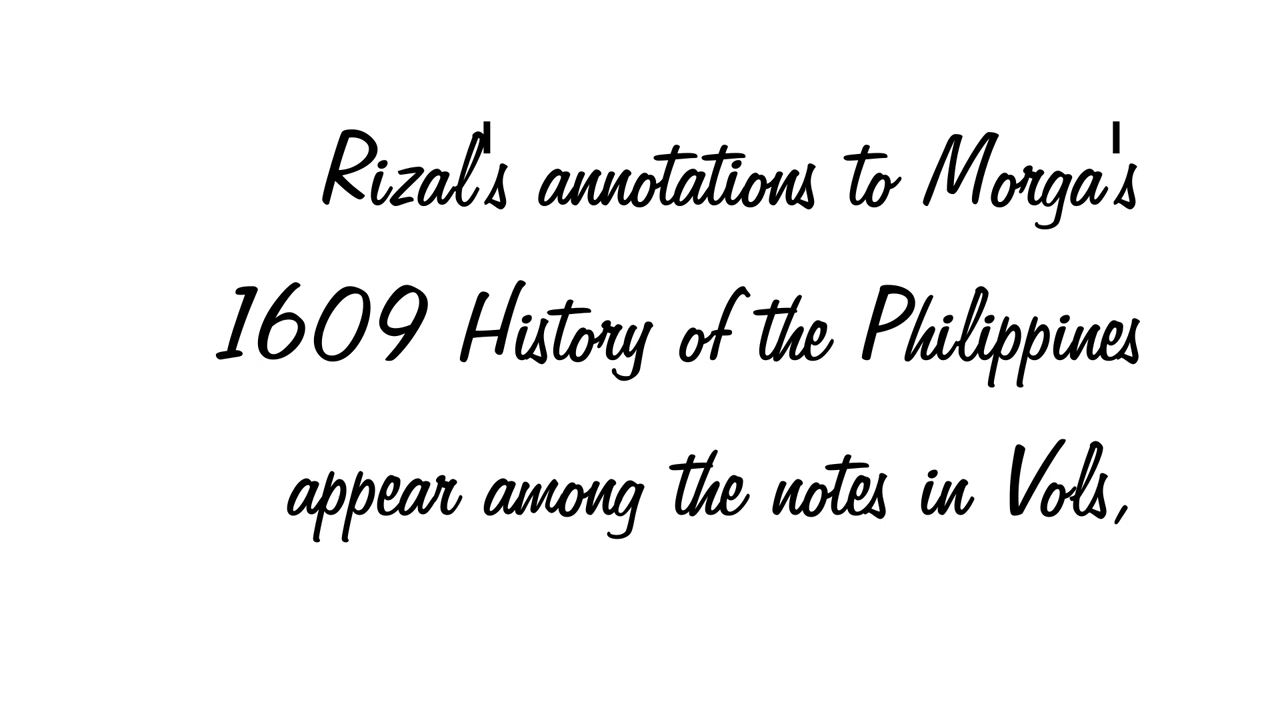 Rizal's annotations to Morga's
1609 History of the Philippines
appear among the notes in Vols,